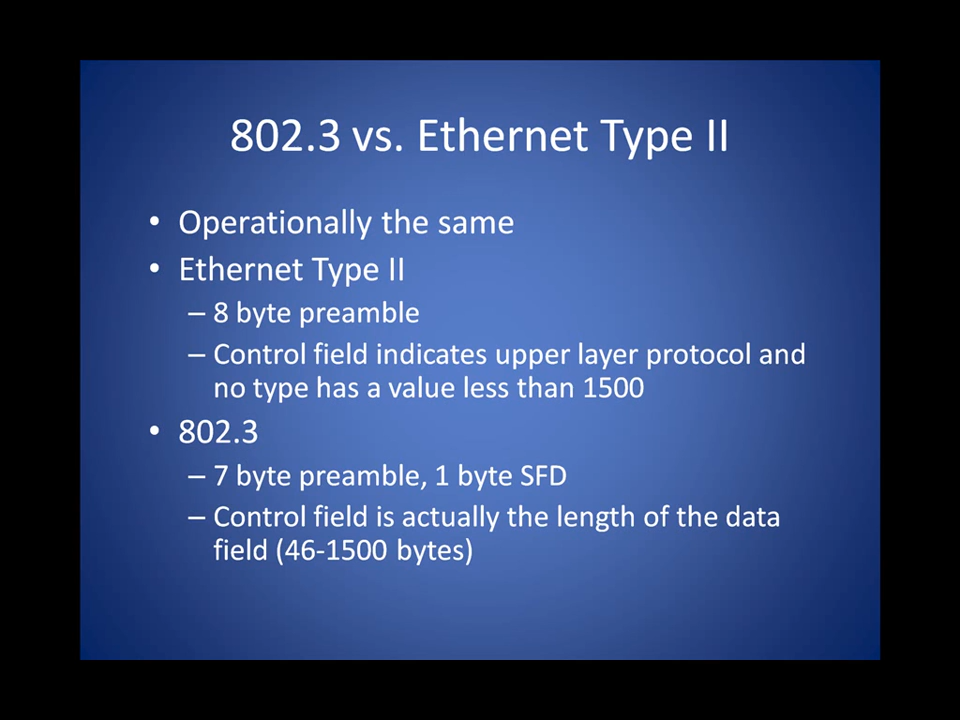 802.3 vs. Ethernet Type II
• Operationally the same
• Ethernet Type II
– 8 byte preamble
– Control field indicates upper layer protocol and
no type has a value less than 1500
• 802.3
– 7 byte preamble, 1 byte SFD
– Control field is actually the length of the data
field (46-1500 bytes)